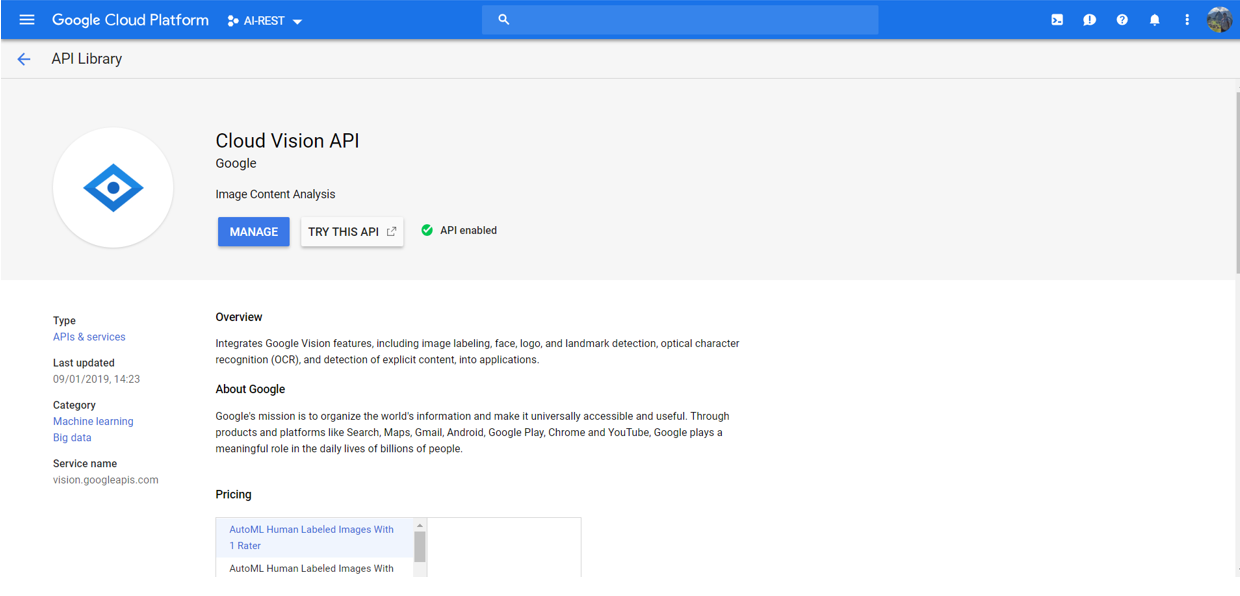 Google Cloud Platform
AI-REST
API Library
Cloud Vision API
Google
Image Content Analysis
MANAGE
TRY THIS API
API enabled
Type
APIs & services
Last updated
09/01/2019, 14:23
Category
Machine learning
Big data
Service name
vision.googleapis.com
Overview
Integrates Google Vision features, including image labeling, face, logo, and landmark detection, optical character
recognition (OCR), and detection of explicit content, into applications.
About Google
Google's mission is to organize the world's information and make it universally accessible and useful. Through
products and platforms like Search, Maps, Gmail, Android, Google Play, Chrome and YouTube, Google plays a
meaningful role in the daily lives of billions of people.
Pricing
AutoML Human Labeled Images With
1 Rater
AutoML Human Labeled Images With